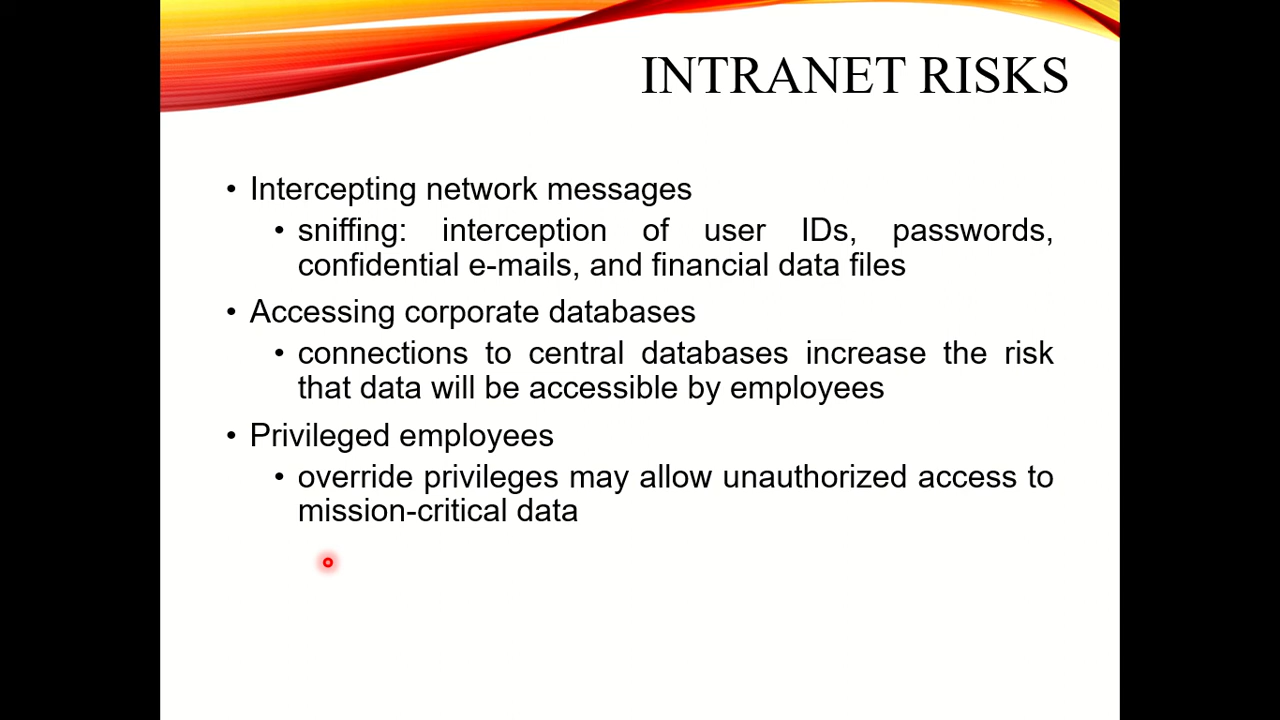 INTRANET RISKS
• Intercepting network messages
• sniffing: interception of user IDs, passwords,
confidential e-mails, and financial data files
• Accessing corporate databases
• connections to central databases increase the risk
that data will be accessible by employees
• Privileged employees
• override privileges may allow unauthorized access to
mission-critical data